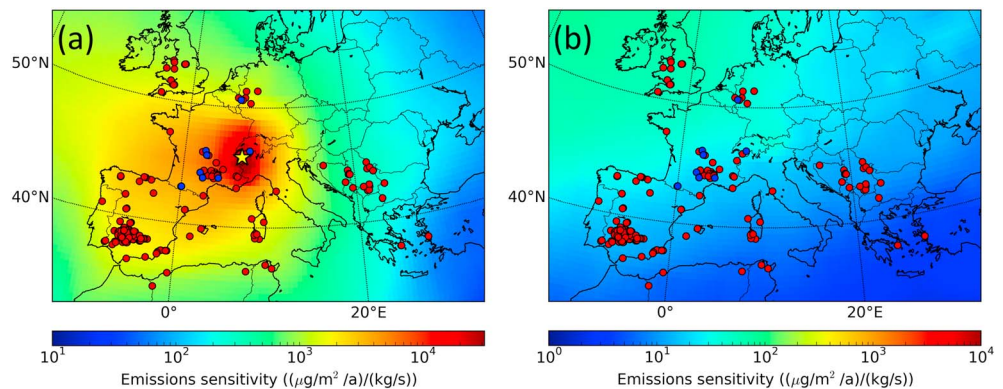 (a)
(b)
50°N
50°N
40°N
40°N
0°
20°E
0°
20°E
10¹
10²
10³
10⁴
10⁰
10¹
10²
10³
10⁴
Emissions sensitivity ((μg/m² /a)/(kg/s))
Emissions sensitivity ((μg/m² /a)/(kg/s))